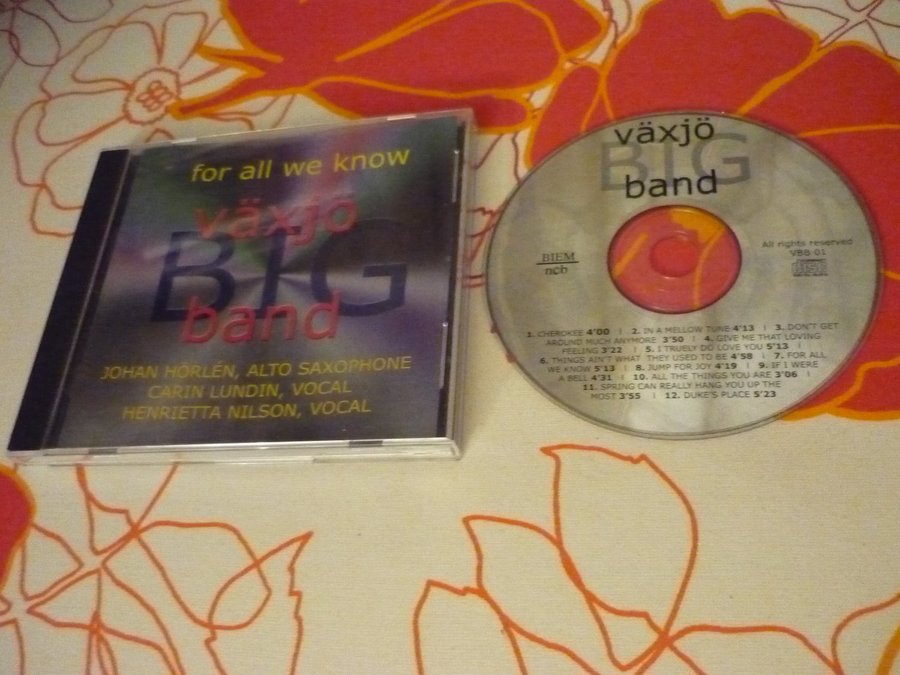 for all we know
växjö
BIG
band
JOHAN HÖRLÉN, ALTO SAXOPHONE
CARIN LUNDIN, VOCAL
HENRIETTA NILSON, VOCAL
växjö
BIG
band
All rights reserved
VBB 01
BIEM
ncb
1. CHEROKEE 4'00 | 2. IN A MELLOW TUNE 4'13 | 3. DON'T GET
AROUND MUCH ANYMORE 3'50 | 4. GIVE ME THAT LOVING
FEELING 3'22 | 5. I TRUELY DO LOVE YOU 5'13 |
6. THINGS AIN'T WHAT THEY USED TO BE 4'58 | 7. FOR ALL
WE KNOW 5'13 | 8. JUMP FOR JOY 4'19 | 9. IF I WERE
A BELL 4'31 | 10. ALL THE THINGS YOU ARE 3'06 |
11. SPRING CAN REALLY HANG YOU UP THE
MOST 3'55 | 12. DUKE'S PLACE 5'23